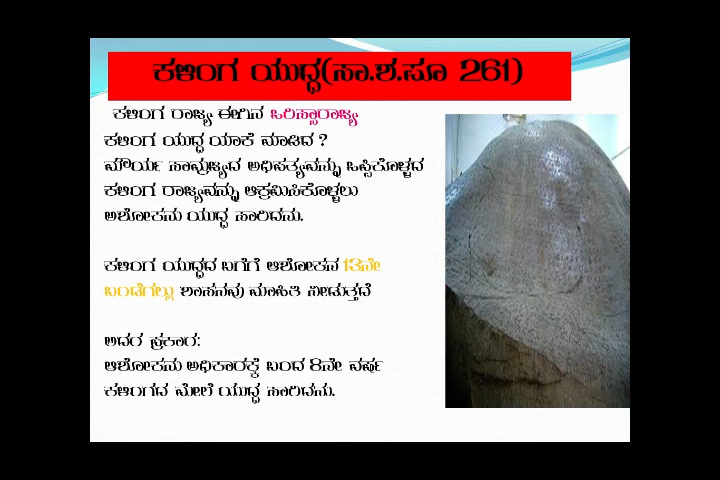 ಕಳಿಂಗ ಯುದ್ಧ(ಸಾ.ಶ.ಪೂ 261)
ಕಳಿಂಗ ರಾಜ್ಯ ಈಗಿನ ಒರಿಸ್ಸಾರಾಜ್ಯ
ಕಳಿಂಗ ಯುದ್ಧ ಯಾಕೆ ಮಾಡಿದ ?
ಮೌರ್ಯ ಸಾಮ್ರಾಜ್ಯದ ಅಧಿಪತ್ಯವನ್ನು ಒಪ್ಪಿಕೊಳ್ಳದ
ಕಳಿಂಗ ರಾಜ್ಯವನ್ನು ಆಕ್ರಮಿಸಿಕೊಳ್ಳಲು
ಅಶೋಕನು ಯುದ್ಧ ಸಾರಿದನು.
ಕಳಿಂಗ ಯುದ್ಧದ ಬಗೆಗೆ ಆಶೋಕನ 13ನೇ
ಬಂಡೆಗಲ್ಲು ಶಾಸನವು ಮಾಹಿತಿ ನೀಡುತ್ತದೆ
ಅದರ ಪ್ರಕಾರ:
ಆಶೋಕನು ಅಧಿಕಾರಕ್ಕೆ ಬಂದ 8ನೇ ವರ್ಷ
ಕಳಿಂಗದ ಮೇಲೆ ಯುದ್ಧ ಸಾರಿದನು.